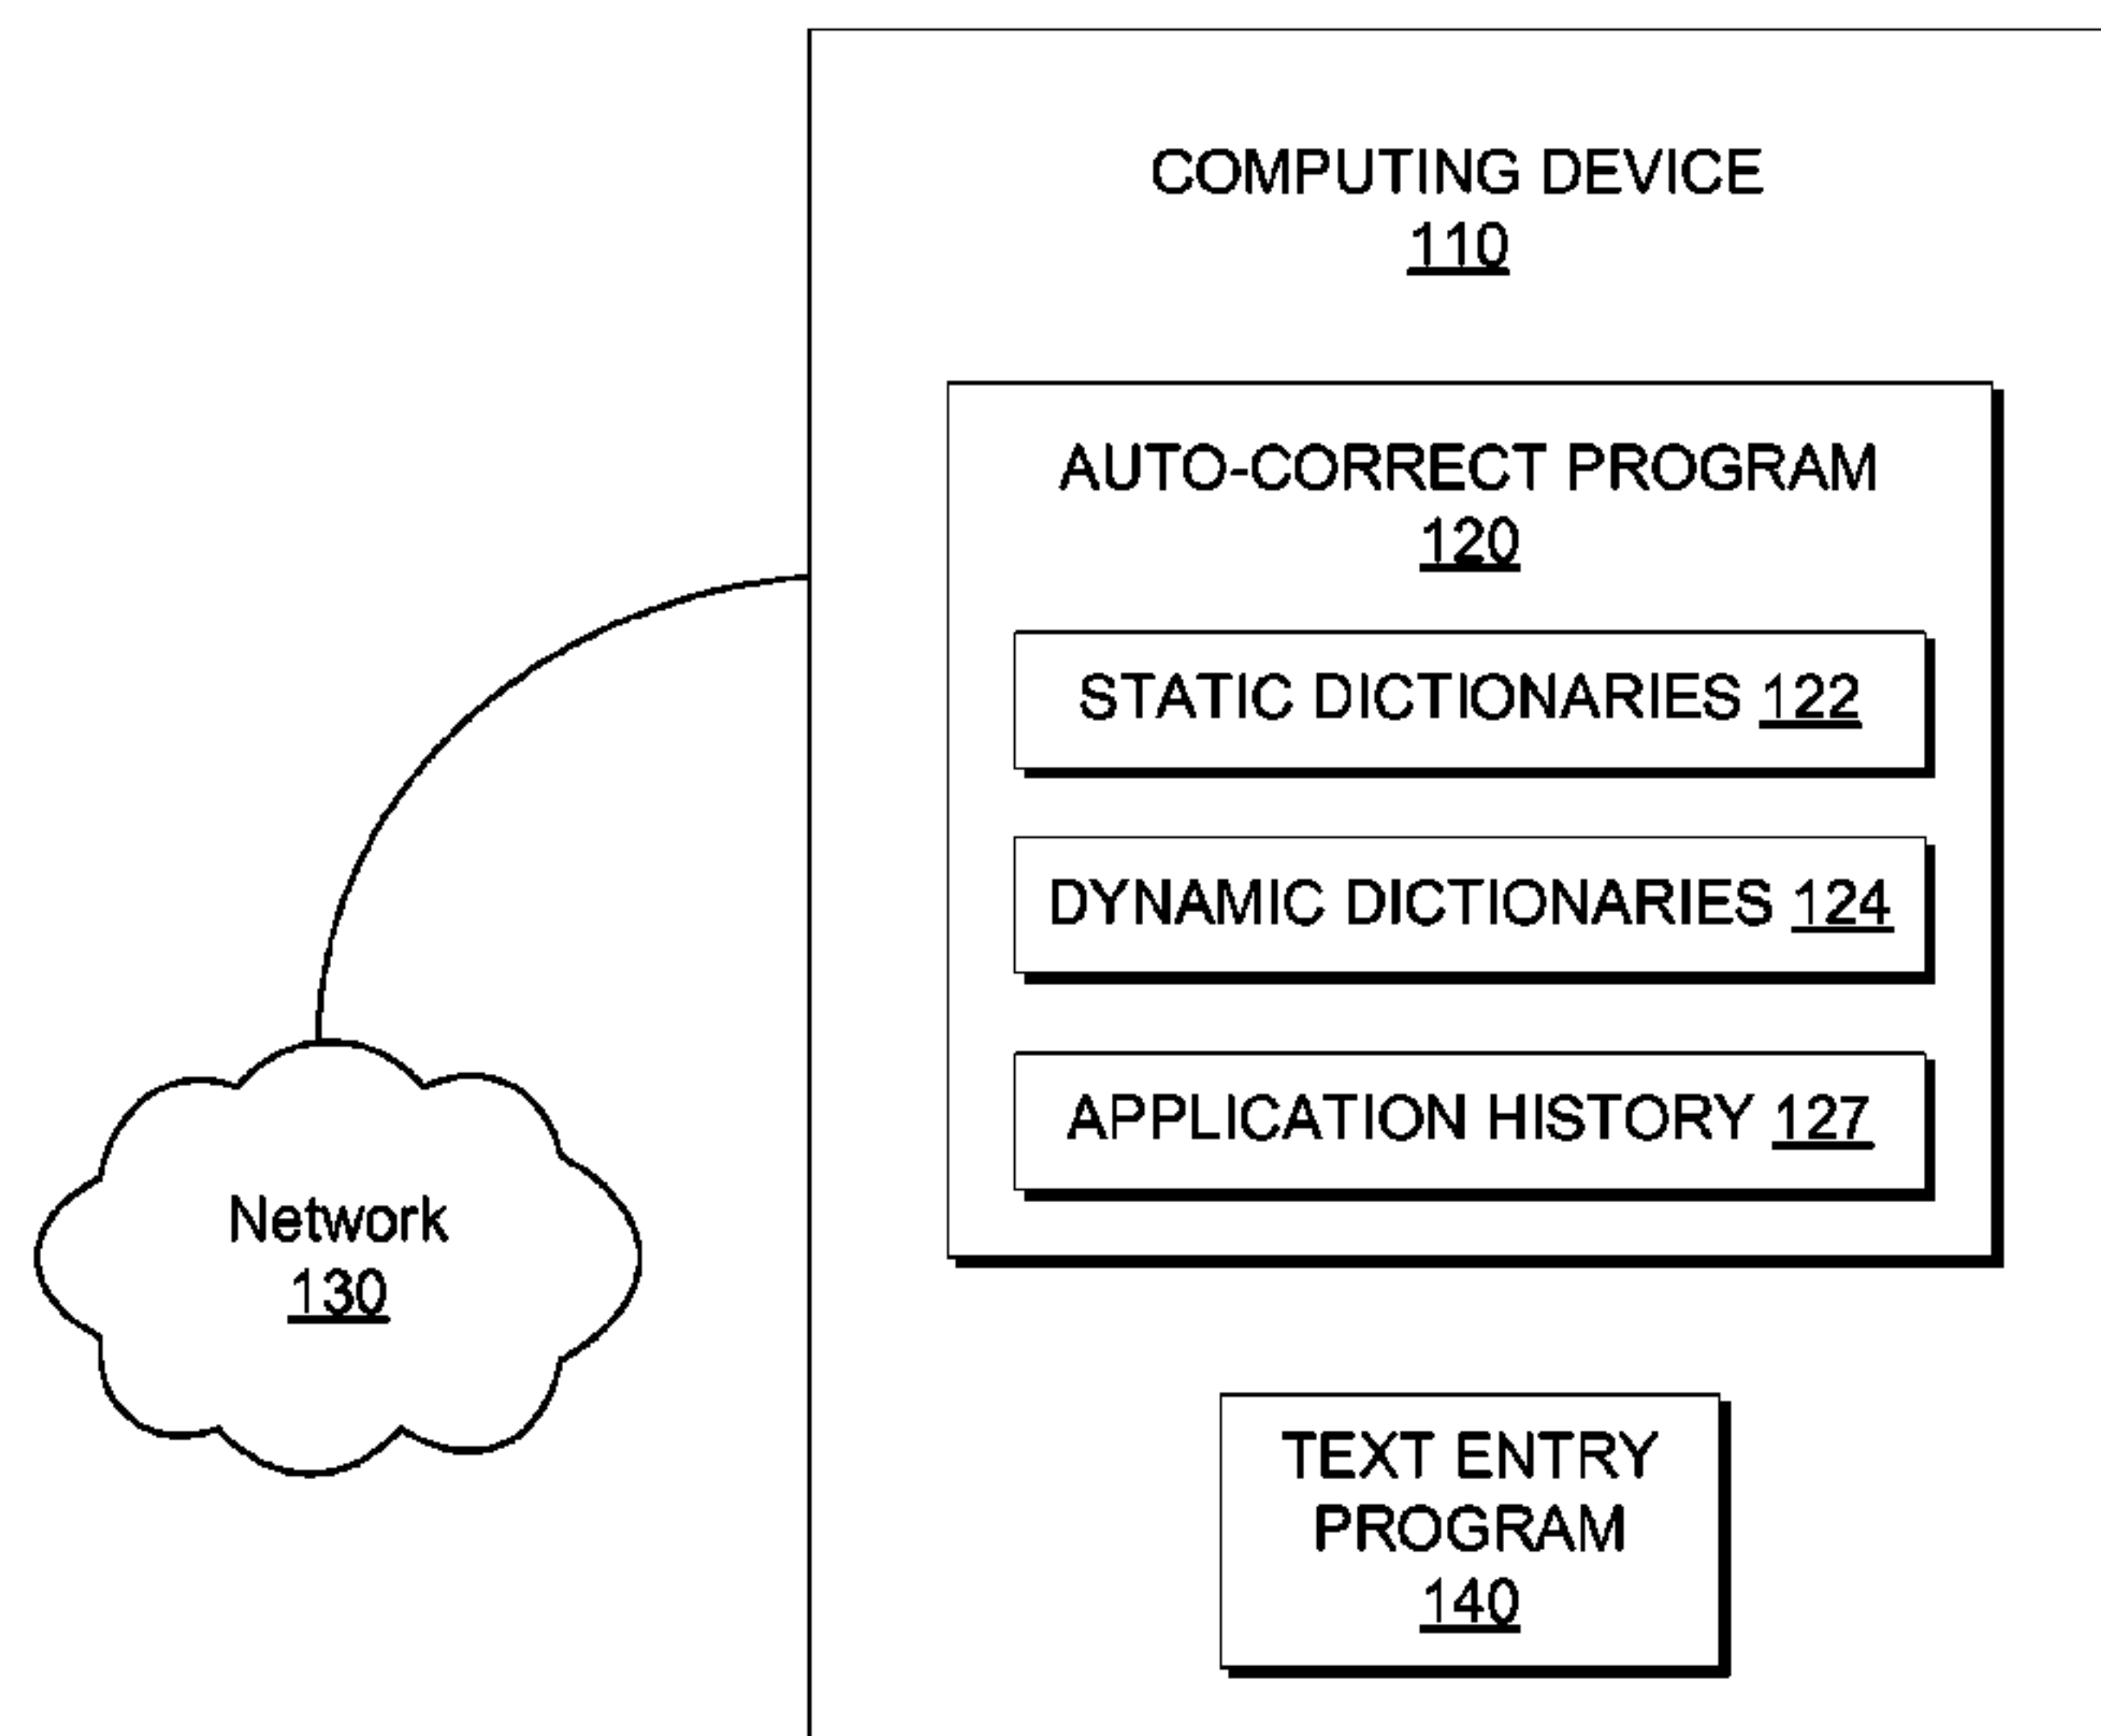 COMPUTING DEVICE
110
AUTO-CORRECT PROGRAM
120
STATIC DICTIONARIES 122
DYNAMIC DICTIONARIES 124
APPLICATION HISTORY 127
Network
130
TEXT ENTRY
PROGRAM
140